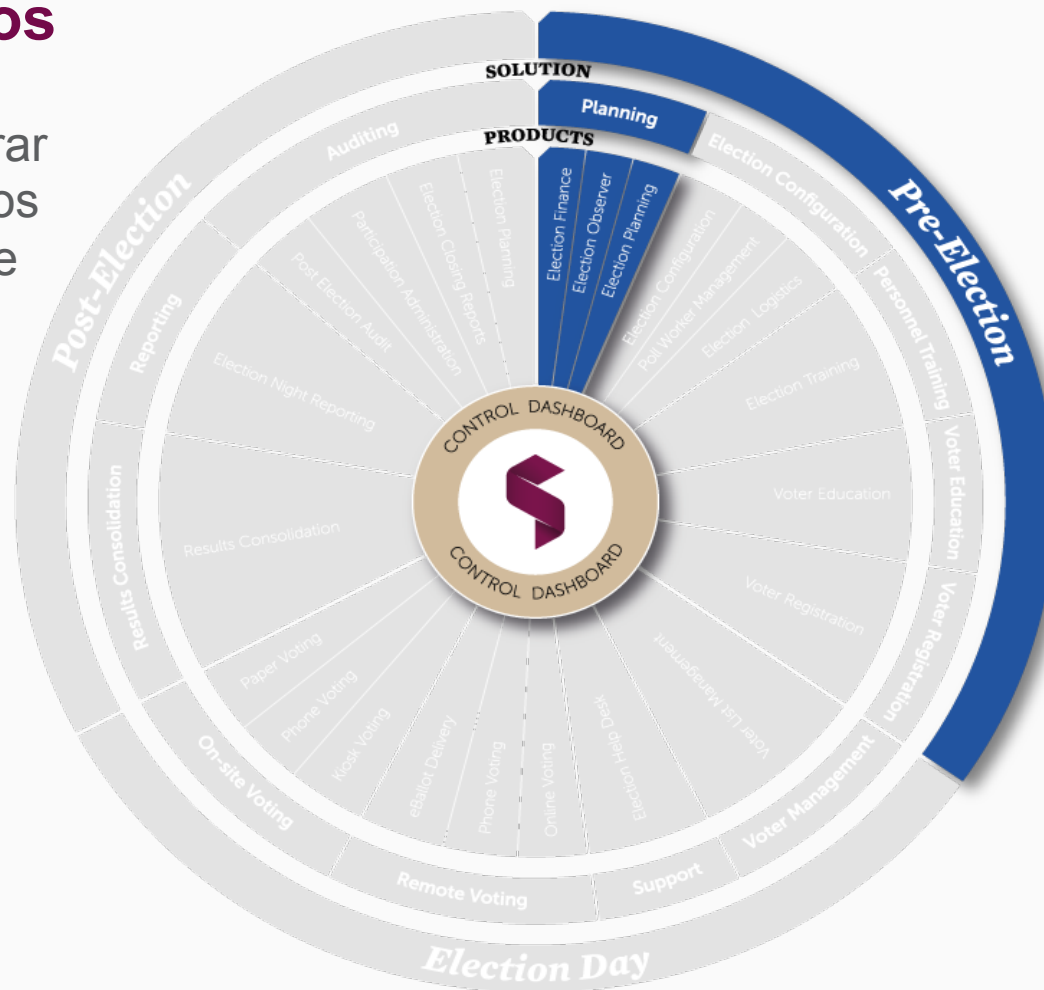 os
rar
os
e
SOLUTION
PRODUCTS
Pre-Election
Planning
Election Configuration
Personnel Training
Voter Education
Voter Registration
Election Finance
Election Observer
Election Planning
Election Configuration
Poll Worker Management
Election Logistics
Election Training
Voter Education
Voter Registration
Voter List Management
Election Day
Voter Management
Support
Remote Voting
On-site Voting
Election Help Desk
Online Voting
Phone Voting
eBallot Delivery
Kiosk Voting
Phone Voting
Paper Voting
Post-Election
Results Consolidation
Reporting
Auditing
Results Consolidation
Election Night Reporting
Post Election Audit
Participation Administration
Election Closing Reports
Election Planning
CONTROL DASHBOARD
CONTROL DASHBOARD